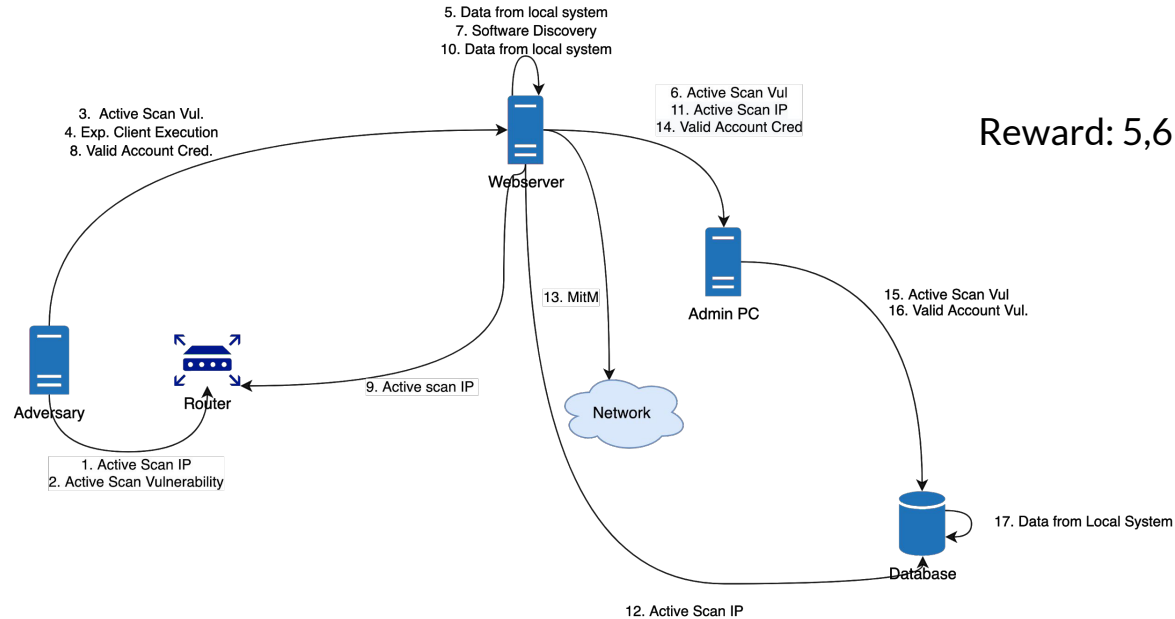 5. Data from local system
7. Software Discovery
10. Data from local system
6. Active Scan Vul
11. Active Scan IP
14. Valid Account Cred
3. Active Scan Vul.
4. Exp. Client Execution
8. Valid Account Cred.
Reward: 5,6
Webserver
13. MitM
Admin PC
15. Active Scan Vul
16. Valid Account Vul.
9. Active scan IP
Router
Adversary
Network
1. Active Scan IP
2. Active Scan Vulnerability
17. Data from Local System
Database
12. Active Scan IP